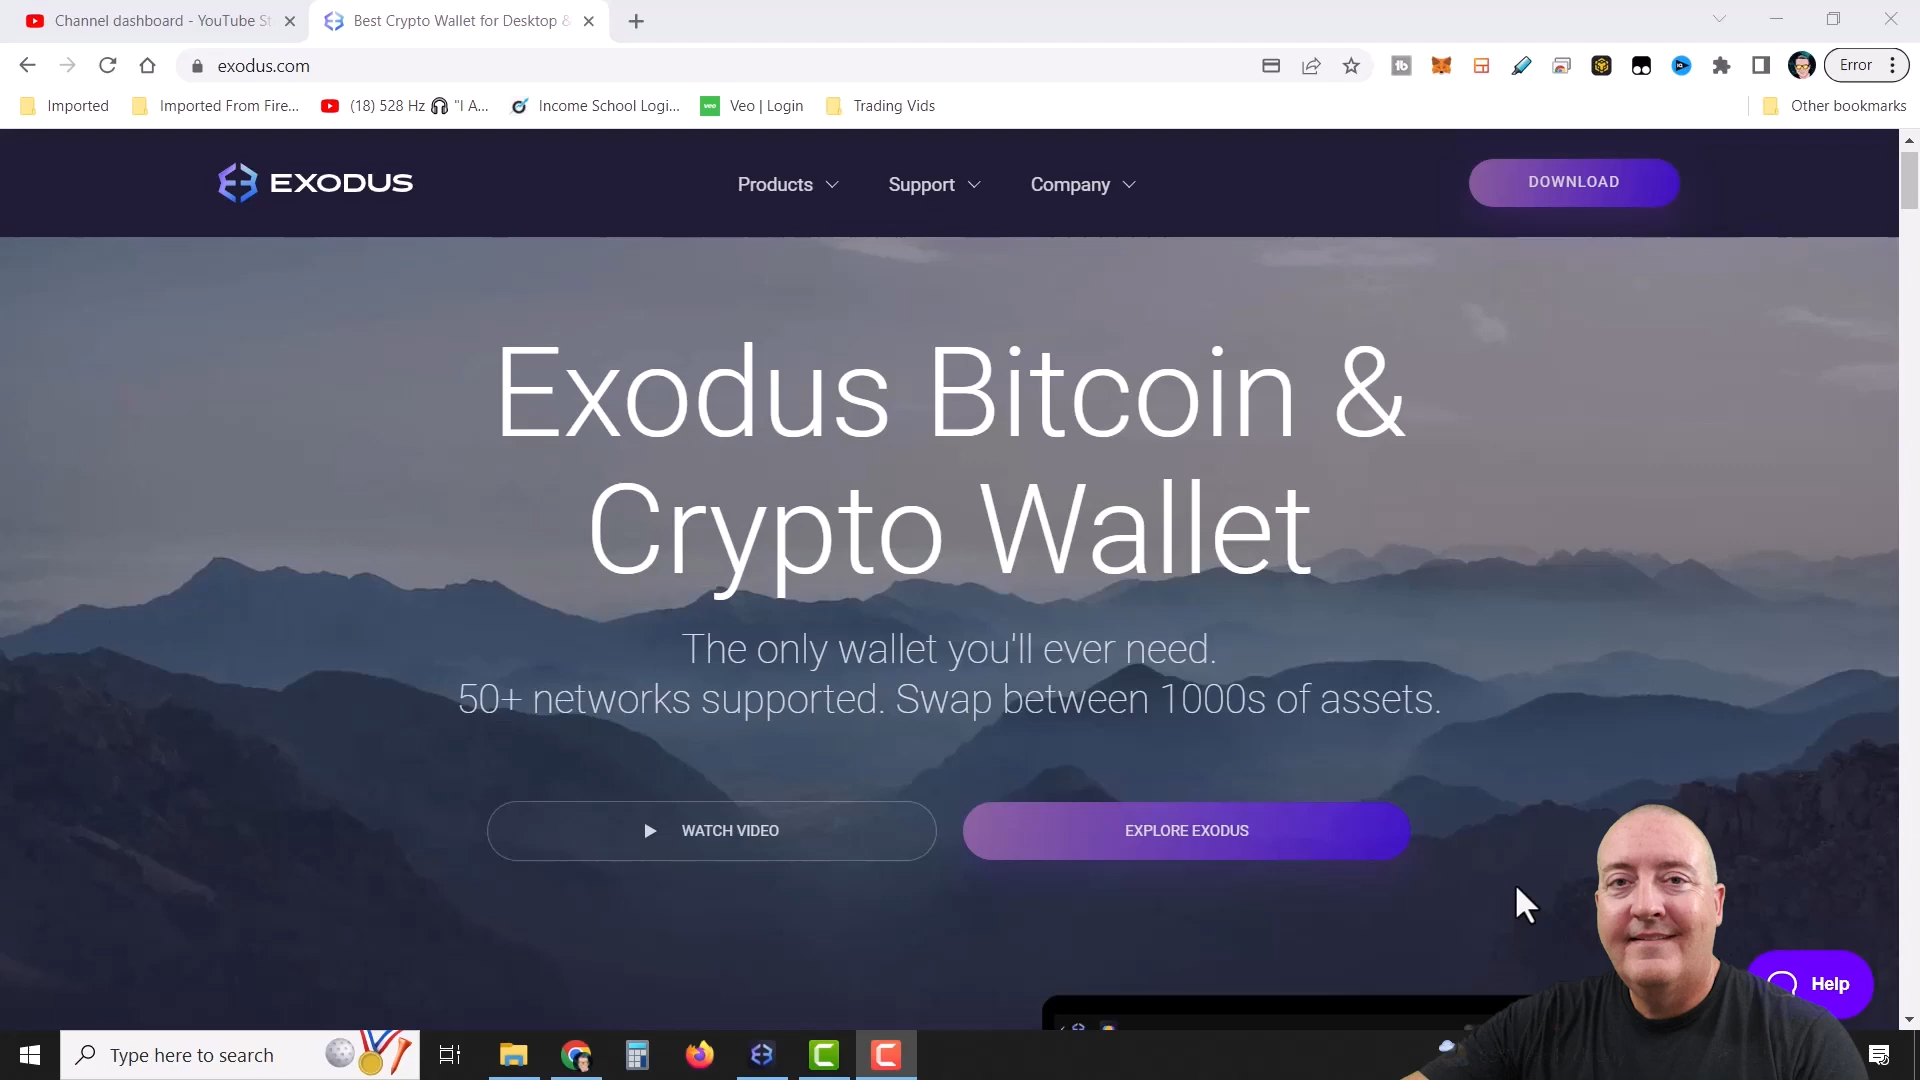 Channel dashboard - YouTube St
Best Crypto Wallet for Desktop &
exodus.com
Error
Imported
Imported From Fire...
(18) 528 Hz 🎧 "I A...
Income School Logi...
veo
Veo | Login
Trading Vids
Other bookmarks
EXODUS
Products
Support
Company
DOWNLOAD
Exodus Bitcoin &
Crypto Wallet
The only wallet you'll ever need.
50+ networks supported. Swap between 1000s of assets.
WATCH VIDEO
EXPLORE EXODUS
Help
Type here to search